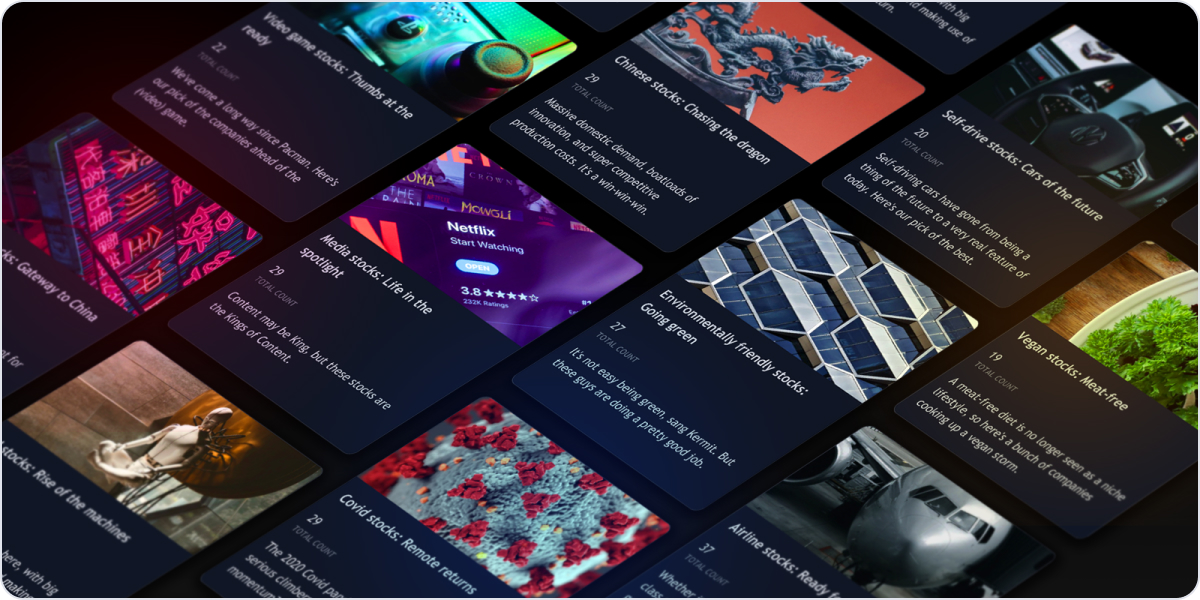 Video game stocks: Thumbs at the
ready
22
TOTAL COUNT
We've come a long way since Pacman. Here's
our pick of the companies ahead of the
(video) game.
Chinese stocks: Chasing the dragon
29
TOTAL COUNT
Massive domestic demand, boatloads of
innovation, and super competitive
production costs. It's a win-win-win.
with big
and making use of
Self-drive stocks: Cars of the future
20
TOTAL COUNT
Self-driving cars have gone from being a
thing of the future to a very real feature of
today. Here's our pick of the best.
Gateway to China
for
CROWN
THE
MOWGLI
Netflix
Start Watching
OPEN
3.8 ★★★★☆
232K Ratings
Media stocks: Life in the
spotlight
29
TOTAL COUNT
Content may be King, but these stocks are
the Kings of Content.
Environmentally friendly stocks:
Going green
27
TOTAL COUNT
It's not easy being green, sang Kermit. But
these guys are doing a pretty good job.
Vegan stocks: Meat-free
19
TOTAL COUNT
A meat-free diet is no longer seen as a niche
lifestyle, so here's a bunch of companies
cooking up a vegan storm.
stocks: Rise of the machines
here, with big
making
Covid stocks: Remote returns
29
TOTAL COUNT
The 2020 Covid
serious
Airline stocks: Ready
37
TOTAL COUNT
Whether
class,